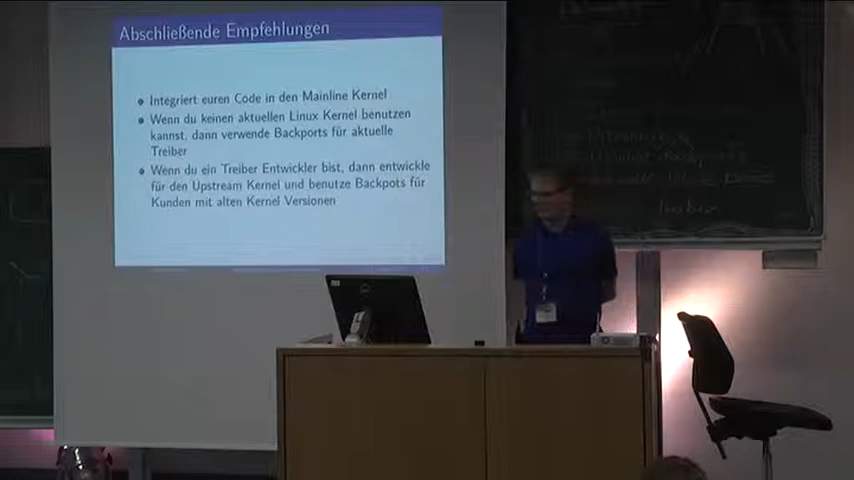 Abschließende Empfehlungen
Integriert euren Code in den Mainline Kernel
Wenn du keinen aktuellen Linux Kernel benutzen
kannst, dann verwende Backports für aktuelle
Treiber
Wenn du ein Treiber Entwickler bist, dann entwickle
für den Upstream Kernel und benutze Backpots für
Kunden mit alten Kernel Versionen